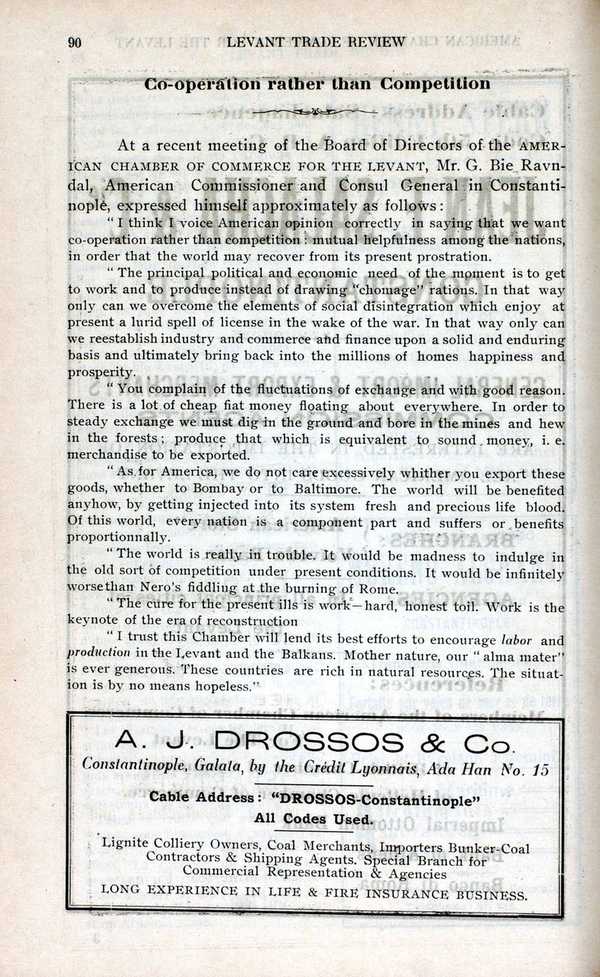 90
LEVANT TRADE REVIEW
Co-operation rather than Competition
At a recent meeting of the Board of Directors of the AMER-
ICAN CHAMBER OF COMMERCE FOR THE LEVANT, Mr. G. Bie Ravn-
dal, American Commissioner and Consul General in Constanti-
nople, expressed himself approximately as follows:
“ I think I voice American opinion correctly in saying that we want
co-operation rather than competition : mutual helpfulness among the nations,
in order that the world may recover from its present prostration.
“ The principal political and economic need of the moment is to get
to work and to produce instead of drawing “chomage” rations. In that way
only can we overcome the elements of social disintegration which enjoy at
present a lurid spell of license in the wake of the war. In that way only can
we reestablish industry and commerce and finance upon a solid and enduring
basis and ultimately bring back into the millions of homes happiness and
prosperity.
“ You complain of the fluctuations of exchange and with good reason.
There is a lot of cheap fiat money floating about everywhere. In order to
steady exchange we must dig in the ground and bore in the mines and hew
in the forests ; produce that which is equivalent to sound money, i. e.
merchandise to be exported.
“ As for America, we do not care excessively whither you export these
goods, whether to Bombay or to Baltimore. The world will be benefited
anyhow, by getting injected into its system fresh and precious life blood.
Of this world, every nation is a component part and suffers or benefits
proportionnally.
“ The world is really in trouble. It would be madness to indulge in
the old sort of competition under present conditions. It would be infinitely
worse than Nero's fiddling at the burning of Rome.
“ The cure for the present ills is work—hard, honest toil. Work is the
keynote of the era of reconstruction
“ I trust this Chamber will lend its best efforts to encourage labor and
production in the Levant and the Balkans. Mother nature, our “ alma mater”
is ever generous. These countries are rich in natural resources. The situat-
ion is by no means hopeless.”
A. J. DROSSOS & Co.
Constantinople, Galata, by the Crédit Lyonnais, Ada Han No. 15
Cable Address: “DROSSOS-Constantinople”
All Codes Used.
Lignite Colliery Owners, Coal Merchants, Importers Bunker-Coal
Contractors & Shipping Agents. Special Branch for
Commercial Representation & Agencies
LONG EXPERIENCE IN LIFE & FIRE INSURANCE BUSINESS.